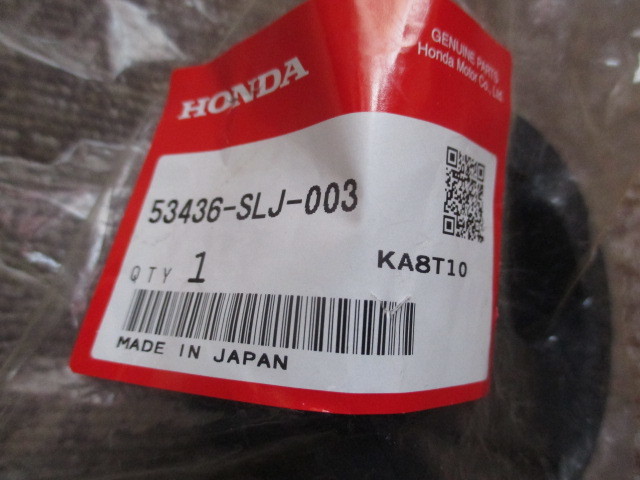 HONDA
GENUINE PARTS
Honda Motor Co., Ltd.
53436-SLJ-003
QTY 1
KA8T10
MADE IN JAPAN